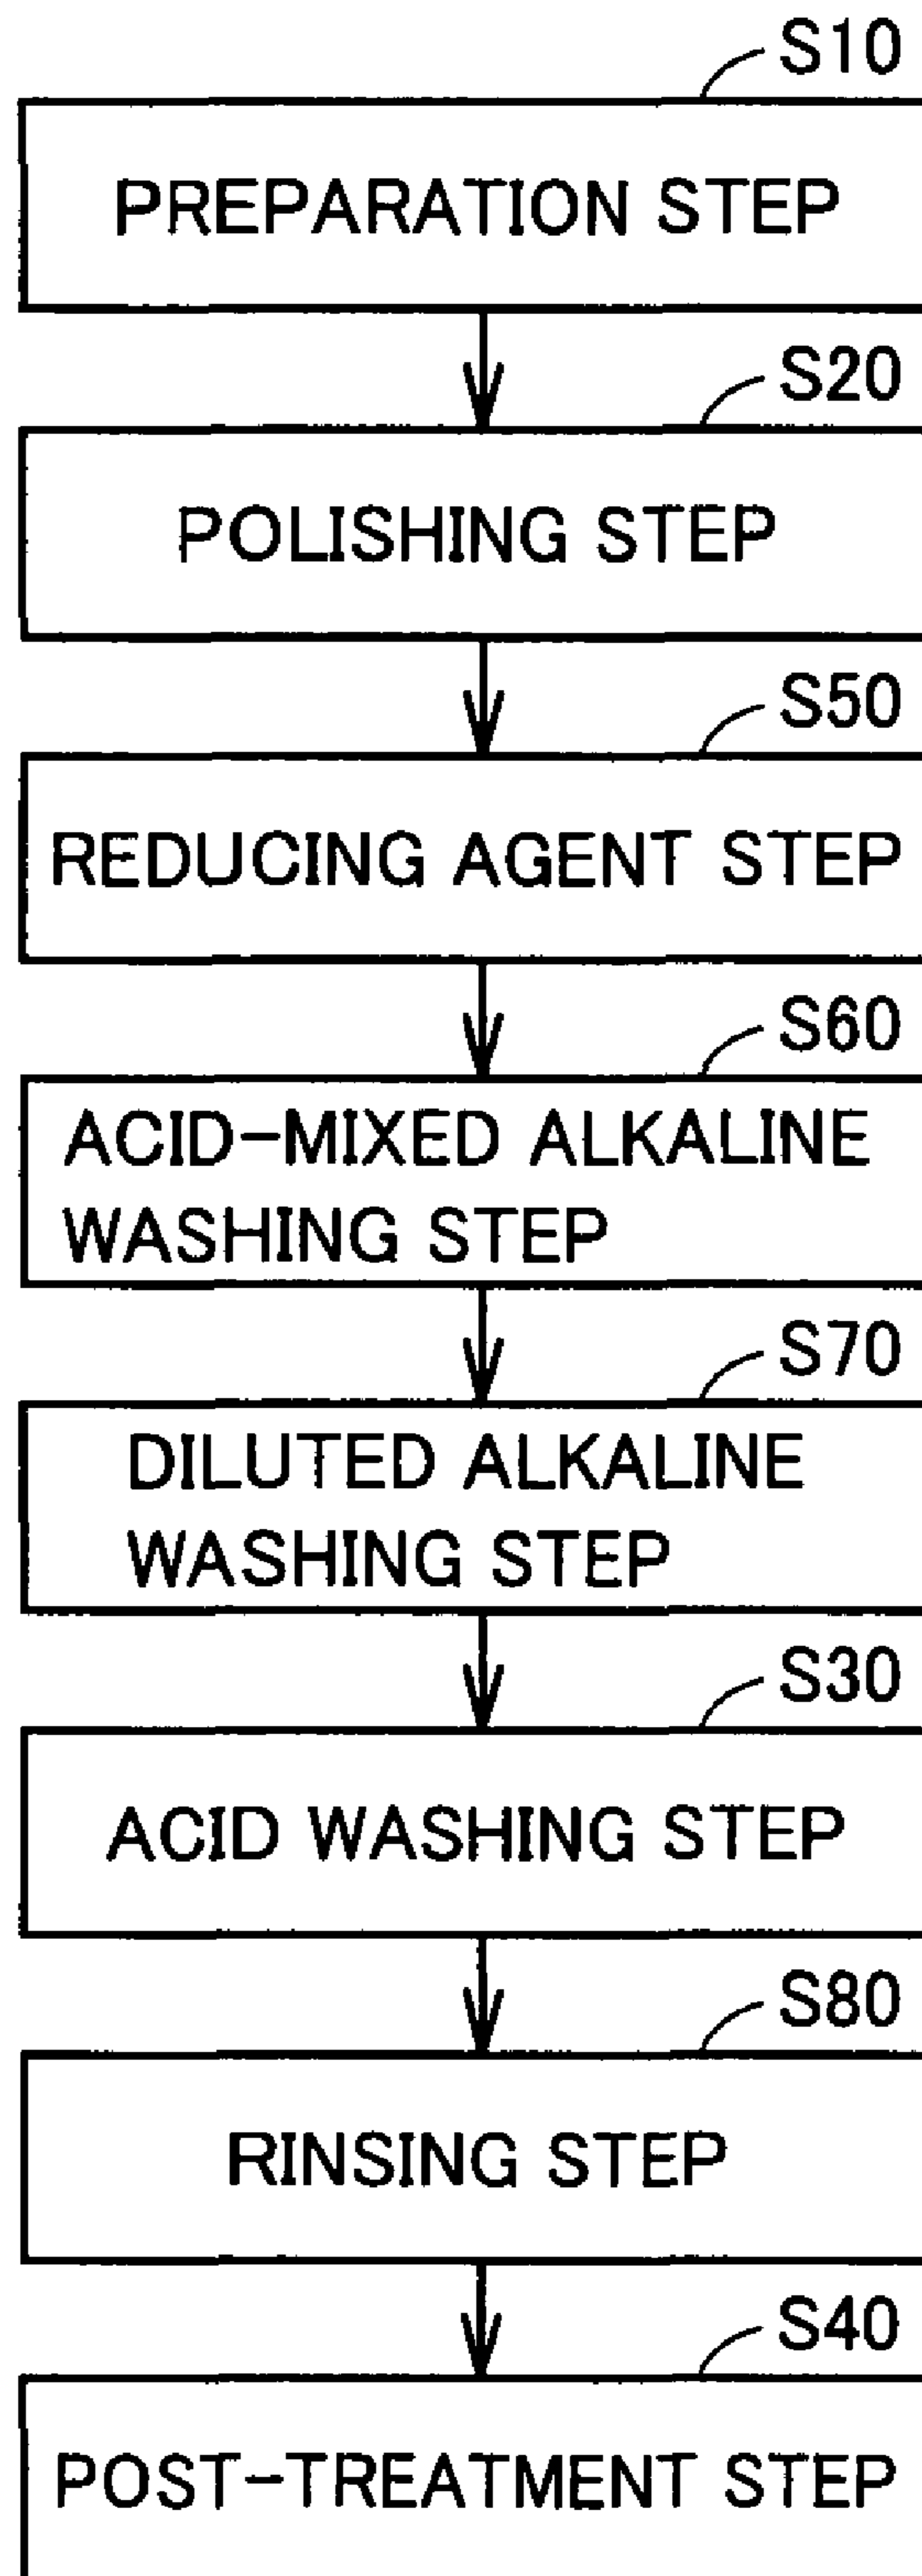 S10
PREPARATION STEP
S20
POLISHING STEP
S50
REDUCING AGENT STEP
S60
ACID-MIXED ALKALINE
WASHING STEP
S70
DILUTED ALKALINE
WASHING STEP
S30
ACID WASHING STEP
S80
RINSING STEP
S40
POST-TREATMENT STEP